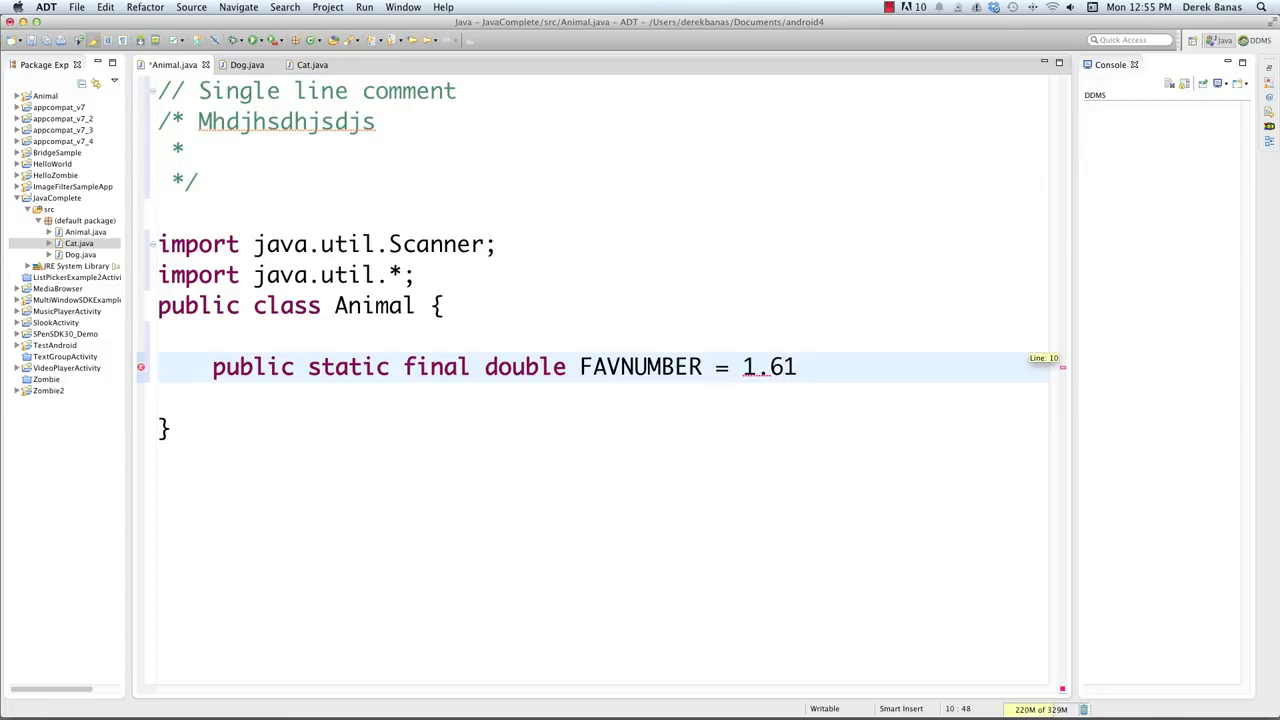 ADT File Edit Refactor Source Navigate Search Project Run Window Help 10 Mon 12:55 PM Derek Banas
Java – JavaComplete/src/Animal.java – ADT – /Users/derekbanas/Documents/android4
Quick Access Java DDMS
Package Exp *Animal.java Dog.java Cat.java Console
DDMS
Animal
appcompat_v7
appcompat_v7_2
appcompat_v7_3
appcompat_v7_4
BridgeSample
HelloWorld
HelloZombie
ImageFilterSampleApp
JavaComplete
src
(default package)
Animal.java
Cat.java
Dog.java
JRE System Library [Ja
ListPickerExample2Activi
MediaBrowser
MultiWindowSDKExample
MusicPlayerActivity
SlookActivity
SPenSDK30_Demo
TestAndroid
TextGroupActivity
VideoPlayerActivity
Zombie
Zombie2
// Single line comment
/* Mhdjhsdhjsdjs
*
*/
import java.util.Scanner;
import java.util.*;
public class Animal {
public static final double FAVNUMBER = 1.61
Line: 10
}
Writable Smart Insert 10 : 48 220M of 329M